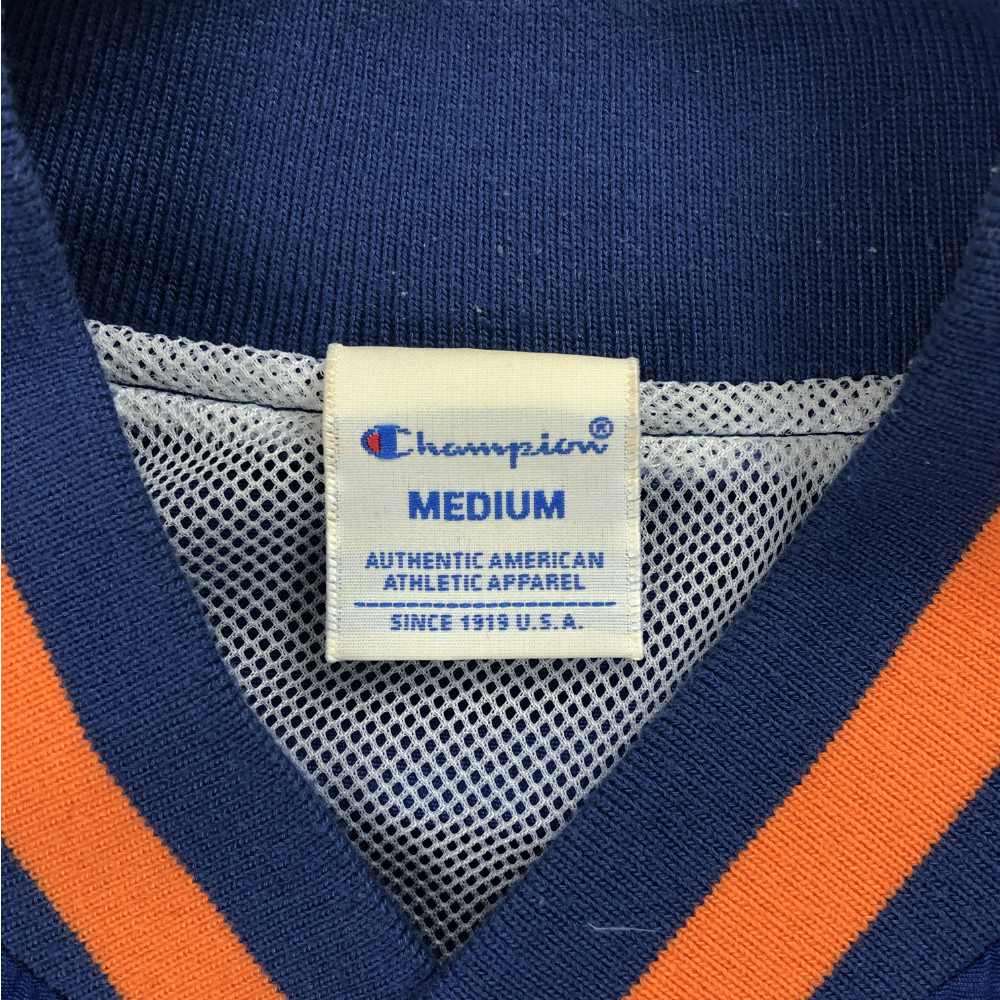 Champion®
MEDIUM
AUTHENTIC AMERICAN
ATHLETIC APPAREL
SINCE 1919 U.S.A.